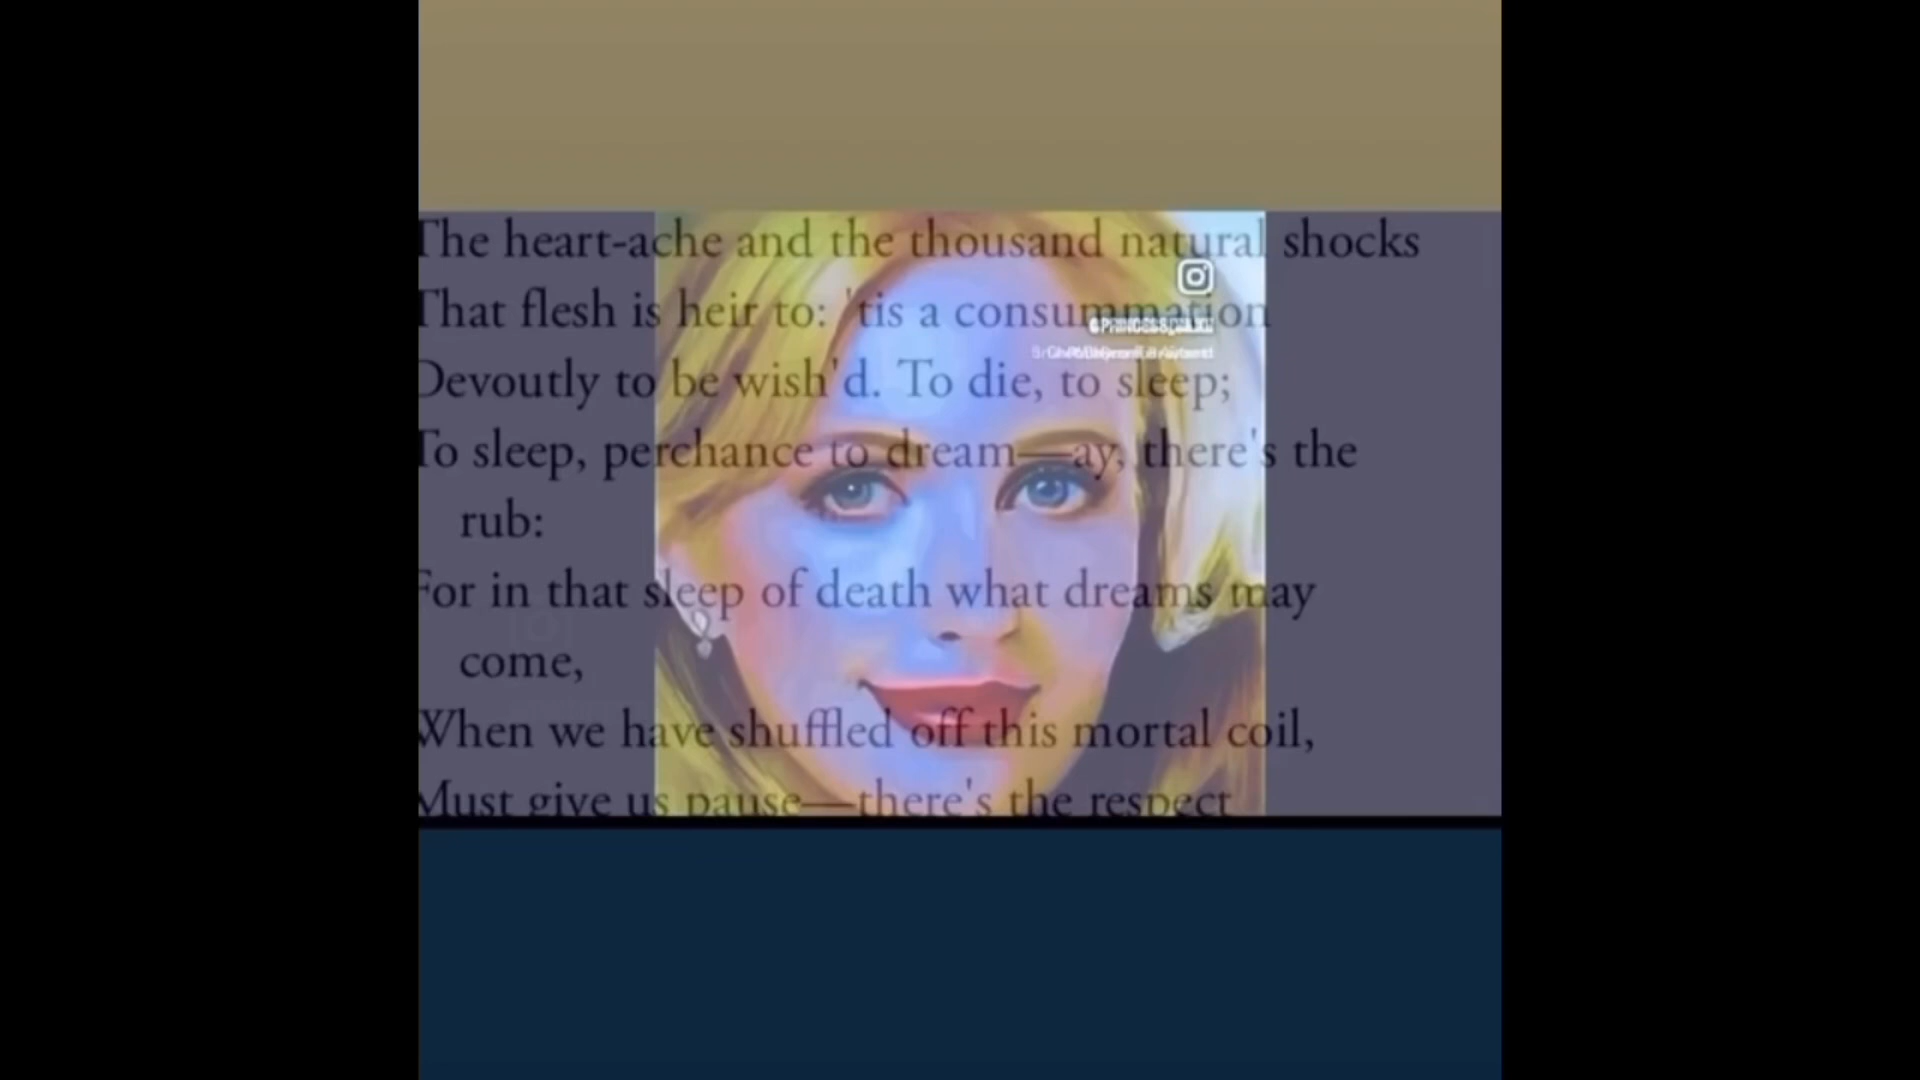 The heart-ache and the thousand natural shocks
That flesh is heir to: 'tis a consummation
Devoutly to be wish'd. To die, to sleep;
To sleep, perchance to dream—ay, there's the
rub:
For in that sleep of death what dreams may
come,
When we have shuffled off this mortal coil,
Must give us pause—there's the respect